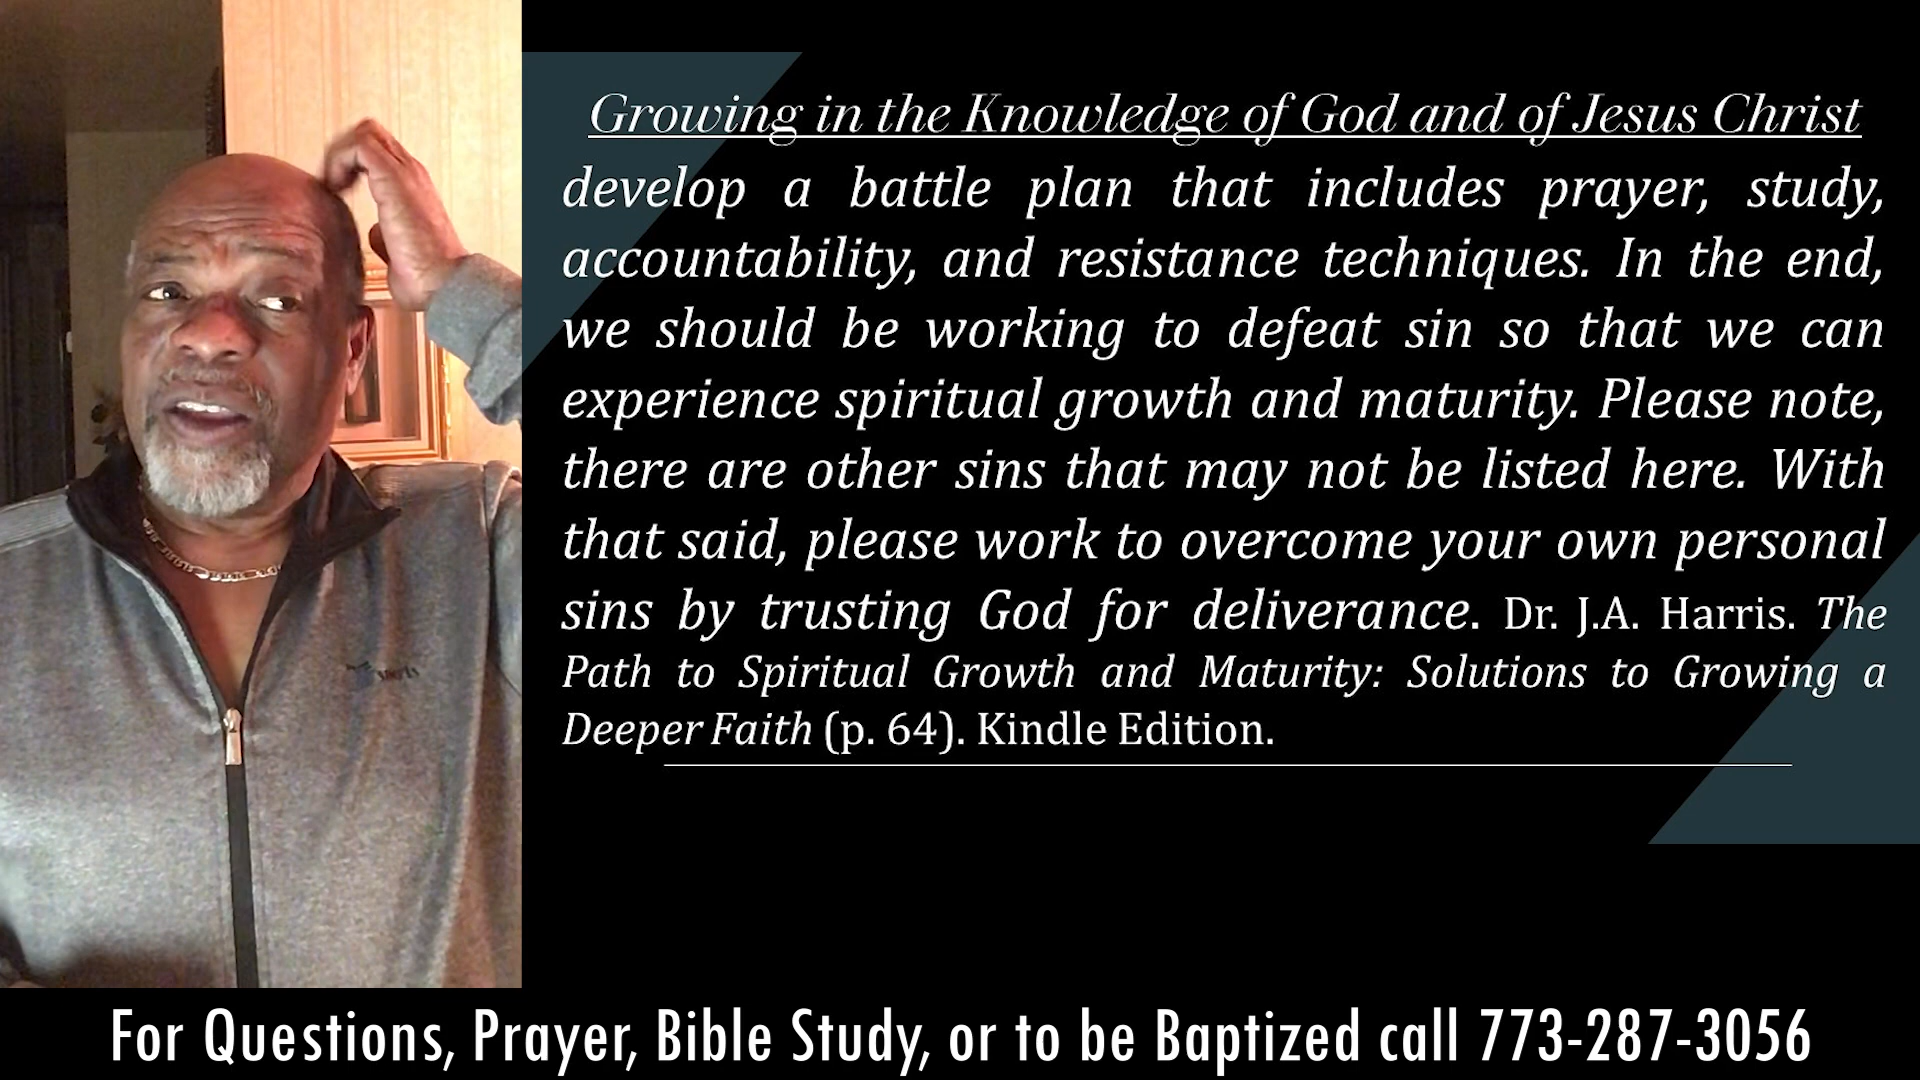 Growing in the Knowledge of God and of Jesus Christ
develop a battle plan that includes prayer, study,
accountability, and resistance techniques. In the end,
we should be working to defeat sin so that we can
experience spiritual growth and maturity. Please note,
there are other sins that may not be listed here. With
that said, please work to overcome your own personal
sins by trusting God for deliverance. Dr. J.A. Harris. The
Path to Spiritual Growth and Maturity: Solutions to Growing a
Deeper Faith (p. 64). Kindle Edition.
For Questions, Prayer, Bible Study, or to be Baptized call 773-287-3056